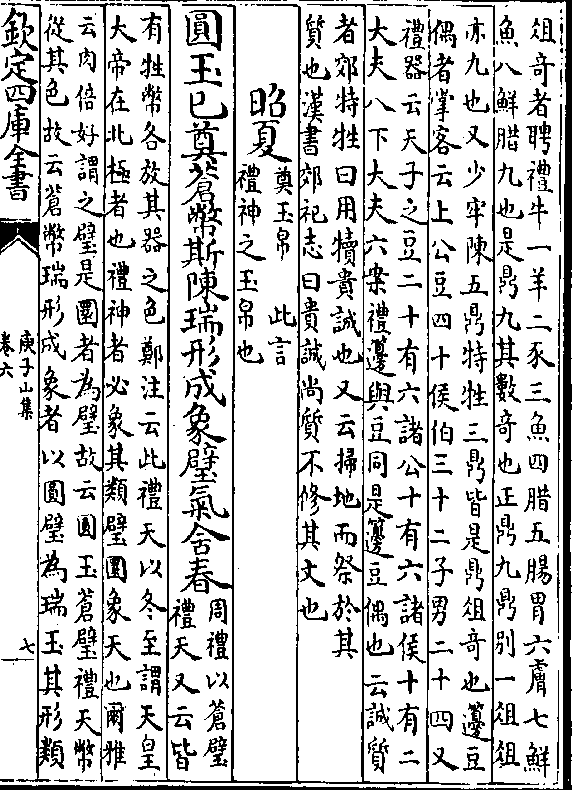 俎奇者聘禮牛一羊二豕三魚四腊五腸胃六膚七鮮
魚八鮮腊九也是鼎九其數奇也正鼎九鼎别一俎俎
亦九也又少牢陳五鼎特牲三鼎皆是鼎俎奇也籩豆
偶者掌客云上公豆四十侯伯三十二子男二十四又
禮器云天子之豆二十有六諸公十有六諸侯十有二
大夫八下大夫六案禮籩與豆同是籩豆偶也云誠質
者郊特牲曰用犢貴誠也又云掃地而祭於其
質也漢書郊祀志曰貴誠尚質不修其文也
昭夏
奠玉帛 此言
禮神之玉帛也
圓玉已奠蒼幣斯陳瑞形成象璧氣含春
周禮以蒼璧
禮天又云皆
有牲幣各放其器之色鄭注云此禮天以冬至謂天皇
大帝在北極者也禮神者必象其類璧圜象天也爾雅
云肉倍好謂之璧是圜者為璧故云圓玉蒼璧禮天幣
從其色故云蒼幣瑞形成象者以圓璧為瑞玉其形類
欽定四庫全書
庾子山集
卷六
七